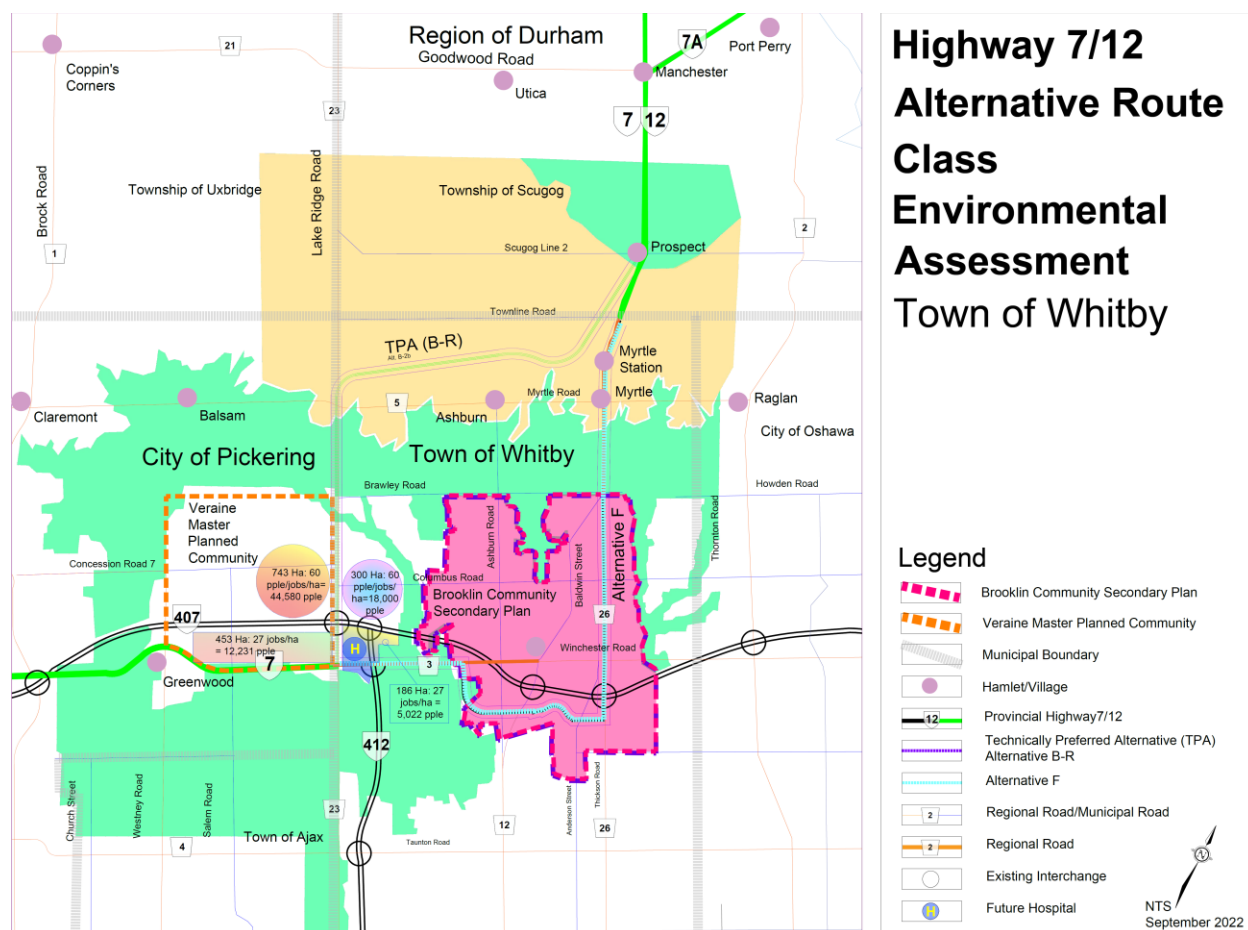 Highway 7/12
Alternative Route
Class
Environmental
Assessment
Town of Whitby
Region of Durham
Goodwood Road
21
7A
Port Perry
Coppin's
Corners
Manchester
Utica
23
7 12
Brock Road
Lake Ridge Road
Township of Uxbridge
Township of Scugog
1
2
Scugog Line 2
Prospect
Townline Road
TPA (B-R)
Alt. B-2b
Myrtle
Station
5
Myrtle Road
Myrtle
Claremont
Balsam
Ashburn
Raglan
City of Oshawa
City of Pickering
Town of Whitby
Brawley Road
Howden Road
Veraine
Master
Planned
Community
Ashburn Road
Baldwin Street
Alternative F
Thornton Road
Concession Road 7
743 Ha: 60
pple/jobs/ha=
44,580 pple
300 Ha: 60
pple/jobs/
ha=18,000
pple
Columbus Road
Brooklin Community
Secondary Plan
26
407
453 Ha: 27 jobs/ha
= 12,231 pple
7
H
3
Winchester Road
Greenwood
186 Ha: 27
jobs/ha =
5,022 pple
412
Church Street
Westney Road
Salem Road
23
12
Anderson Street
Thickson Road
26
4
Town of Ajax
Taunton Road
Legend
Brooklin Community Secondary Plan
Veraine Master Planned Community
Municipal Boundary
Hamlet/Village
12
Provincial Highway7/12
Technically Preferred Alternative (TPA)
Alternative B-R
Alternative F
2
Regional Road/Municipal Road
2
Regional Road
Existing Interchange
H
Future Hospital
N
NTS
September 2022